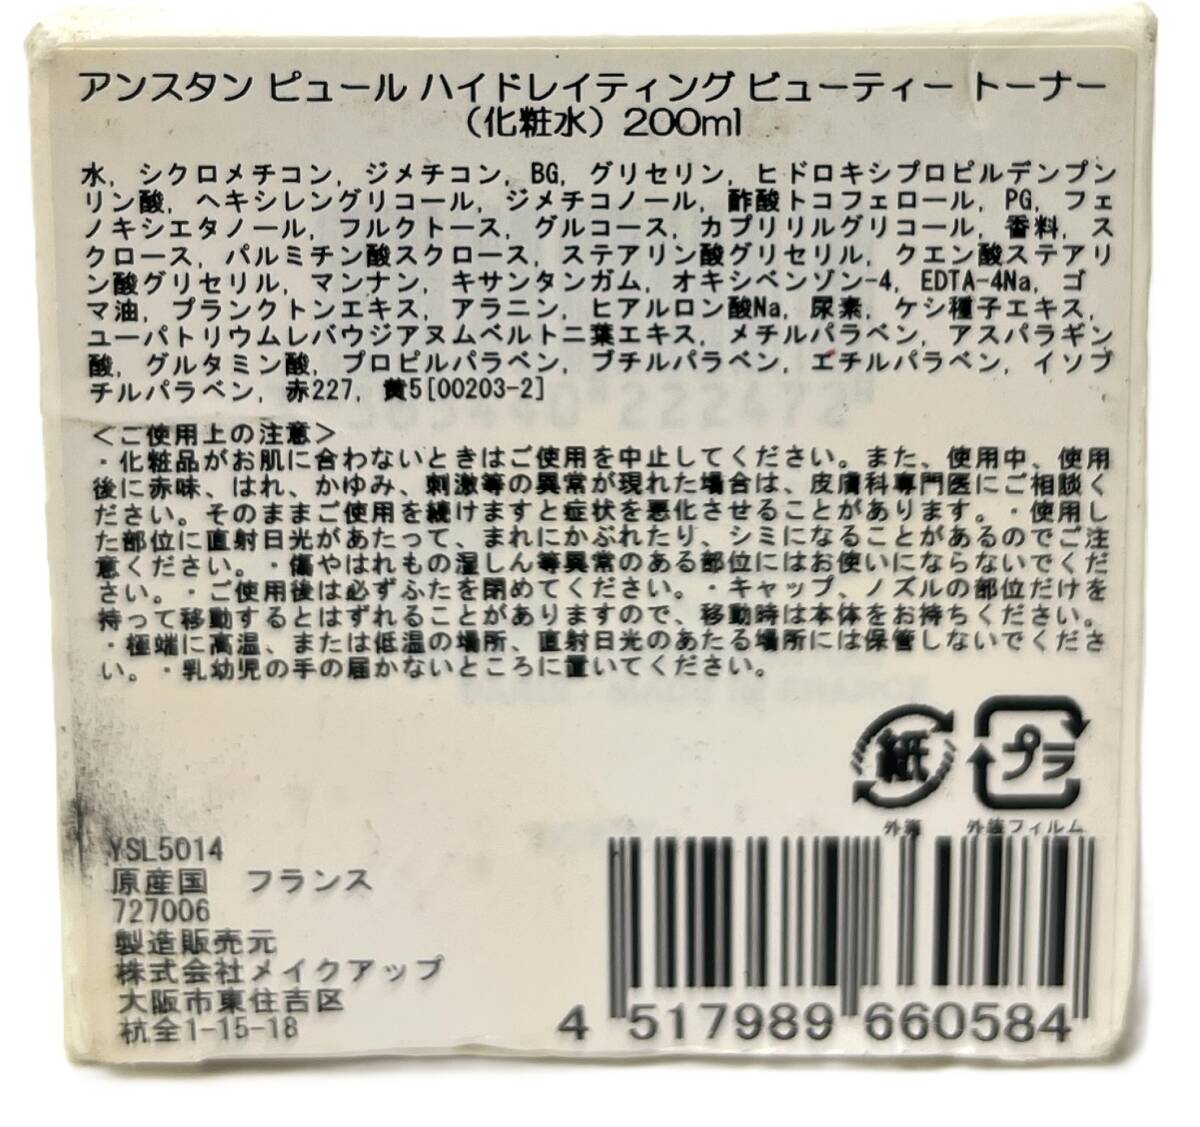 アンスタン ピュール ハイドレイティング ビューティー トーナー
（化粧水）200ml
水, シクロメチコン, ジメチコン, BG, グリセリン, ヒドロキシプロピルデンプン
リン酸, ヘキシレングリコール, ジメチコノール, 酢酸トコフェロール, PG, フェ
ノキシエタノール, フルクトース, グルコース, カプリリルグリコール, 香料, ス
クロース, パルミチン酸スクロース, ステアリン酸グリセリル, クエン酸ステアリ
ン酸グリセリル, マンナン, キサンタンガム, オキシベンゾン-4, EDTA-4Na, ゴ
マ油, プランクトンエキス, アラニン, ヒアルロン酸Na, 尿素, ケシ種子エキス,
ユーパトリウムレバウジアヌムベルトニ葉エキス, メチルパラベン, アスパラギン
酸, グルタミン酸, プロピルパラベン, ブチルパラベン, エチルパラベン, イソブ
チルパラベン, 赤227, 黄5[00203-2]
＜ご使用上の注意＞
・化粧品がお肌に合わないときはご使用を中止してください。また、使用中、使用
後に赤味、はれ、かゆみ、刺激等の異常が現れた場合は、皮膚科専門医にご相談く
ださい。そのままご使用を続けますと症状を悪化させることがあります。・使用し
た部位に直射日光があたって、まれにかぶれたり、シミになることがあるのでご注
意ください。・傷やはれもの湿しん等異常のある部位にはお使いにならないでくだ
さい。・ご使用後は必ずふたを閉めてください。・キャップ、ノズルの部位だけを
持って移動するとはずれることがありますので、移動時は本体をお持ちください。
・極端に高温、または低温の場所、直射日光のあたる場所には保管しないでくださ
い。・乳幼児の手の届かないところに置いてください。
紙 プラ
外箱 外装フィルム
YSL5014
原産国 フランス
727006
製造販売元
株式会社メイクアップ
大阪市東住吉区
杭全1-15-18
4 517989 660584